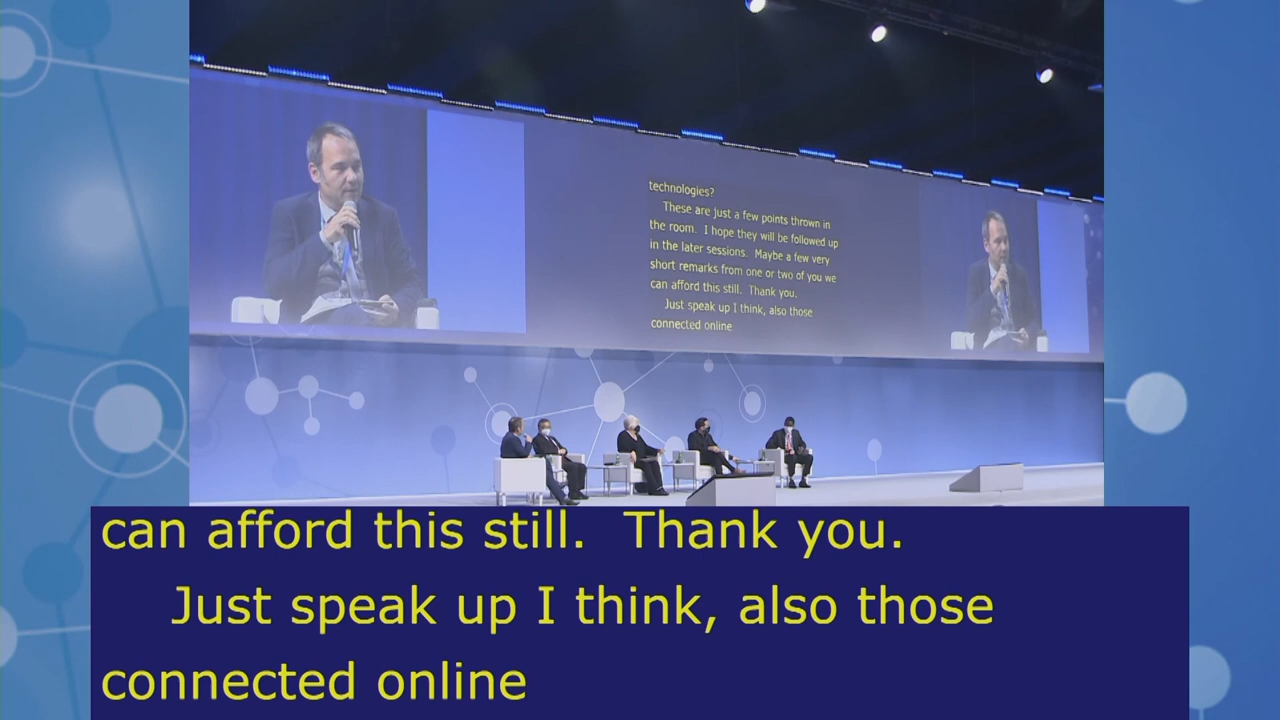 technologies?
These are just a few points thrown in
the room.  I hope they will be followed up
in the later sessions.  Maybe a few very
short remarks from one or two of you we
can afford this still.  Thank you.
Just speak up I think, also those
connected online
can afford this still.  Thank you.
Just speak up I think, also those
connected online